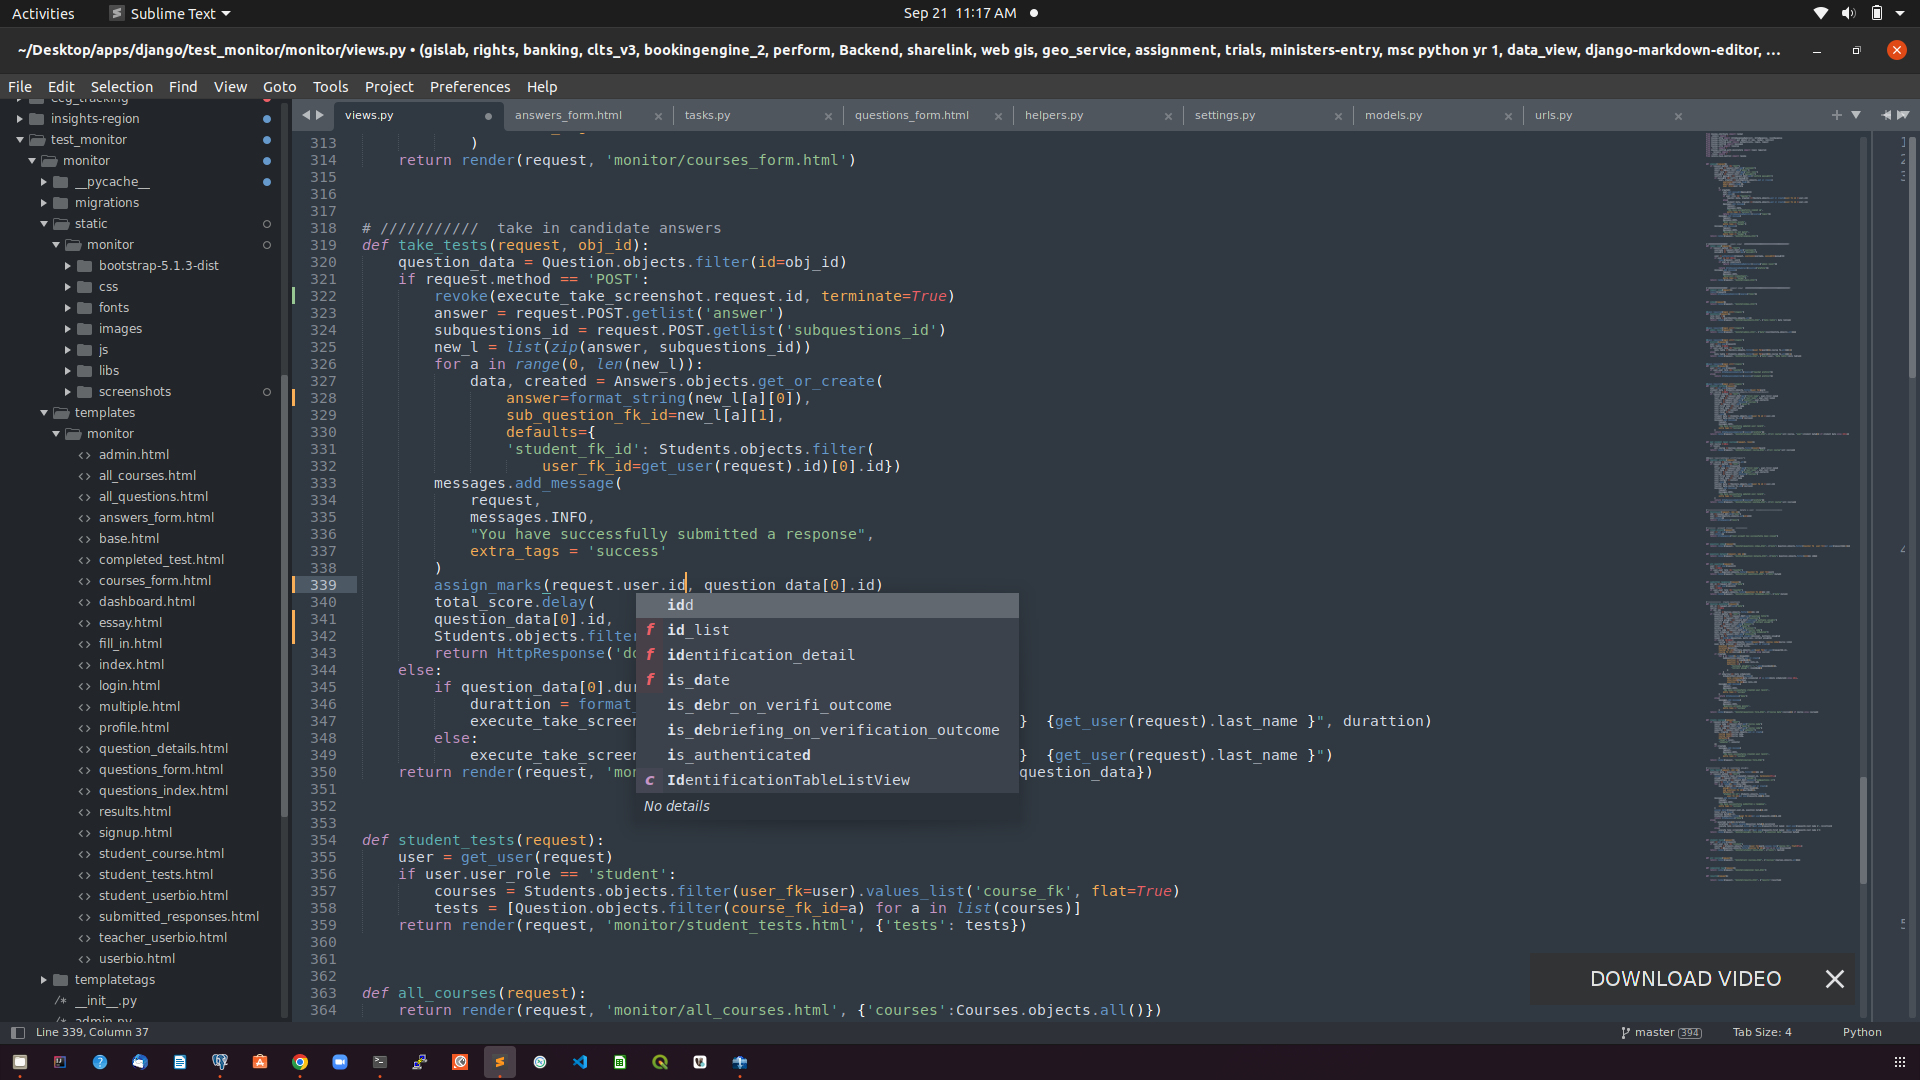 Activities
Sublime Text
Sep 21 11:17 AM
~/Desktop/apps/django/test_monitor/monitor/views.py • (gislab, rights, banking, clts_v3, bookingengine_2, perform, Backend, sharelink, web gis, geo_service, assignment, trials, ministers-entry, msc python yr 1, data_view, django-markdown-editor, ...
File Edit Selection Find View Goto Tools Project Preferences Help
insights-region
test_monitor
monitor
__pycache__
migrations
static
monitor
bootstrap-5.1.3-dist
css
fonts
images
js
libs
screenshots
templates
monitor
<> admin.html
<> all_courses.html
<> all_questions.html
<> answers_form.html
<> base.html
<> completed_test.html
<> courses_form.html
<> dashboard.html
<> essay.html
<> fill_in.html
<> index.html
<> login.html
<> multiple.html
<> profile.html
<> question_details.html
<> questions_form.html
<> questions_index.html
<> results.html
<> signup.html
<> student_course.html
<> student_tests.html
<> student_userbio.html
<> submitted_responses.html
<> teacher_userbio.html
<> userbio.html
templatetags
/* __init__.py
/* admin.py
views.py answers_form.html tasks.py questions_form.html helpers.py settings.py models.py urls.py
313 )
314 return render(request, 'monitor/courses_form.html')
315
316
317
318 # /////////// take in candidate answers
319 def take_tests(request, obj_id):
320 question_data = Question.objects.filter(id=obj_id)
321 if request.method == 'POST':
322 revoke(execute_take_screenshot.request.id, terminate=True)
323 answer = request.POST.getlist('answer')
324 subquestions_id = request.POST.getlist('subquestions_id')
325 new_l = list(zip(answer, subquestions_id))
326 for a in range(0, len(new_l)):
327 data, created = Answers.objects.get_or_create(
328 answer=format_string(new_l[a][0]),
329 sub_question_fk_id=new_l[a][1],
330 defaults={
331 'student_fk_id': Students.objects.filter(
332 user_fk_id=get_user(request).id)[0].id})
333 messages.add_message(
334 request,
335 messages.INFO,
336 "You have successfully submitted a response",
337 extra_tags = 'success'
338 )
339 assign_marks(request.user.id, question_data[0].id)
340 total_score.delay(
341 question_data[0].id,
342 Students.objects.filter
343 return HttpResponse('do
344 else:
345 if question_data[0].dur
346 durattion = format_
347 execute_take_screen } {get_user(request).last_name }", durattion)
348 else:
349 execute_take_screen } {get_user(request).last_name }")
350 return render(request, 'mon question_data})
351
352
353
354 def student_tests(request):
355 user = get_user(request)
356 if user.user_role == 'student':
357 courses = Students.objects.filter(user_fk=user).values_list('course_fk', flat=True)
358 tests = [Question.objects.filter(course_fk_id=a) for a in list(courses)]
359 return render(request, 'monitor/student_tests.html', {'tests': tests})
360
361
362
363 def all_courses(request):
364 return render(request, 'monitor/all_courses.html', {'courses':Courses.objects.all()})
idd
f id_list
f identification_detail
f is_date
is_debr_on_verifi_outcome
is_debriefing_on_verification_outcome
is_authenticated
c IdentificationTableListView
No details
DOWNLOAD VIDEO
Line 339, Column 37
master 394
Tab Size: 4
Python